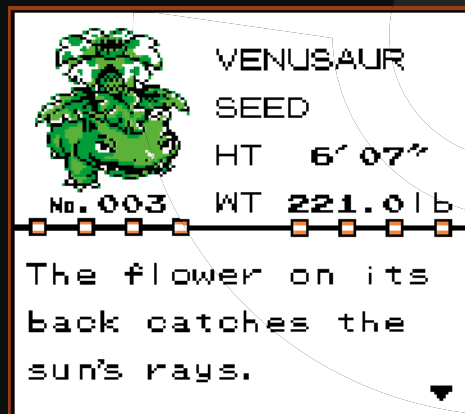 VENUSAUR
SEED
HT 6′07″
No.003 WT 221.0lb
The flower on its
back catches the
sun's rays.